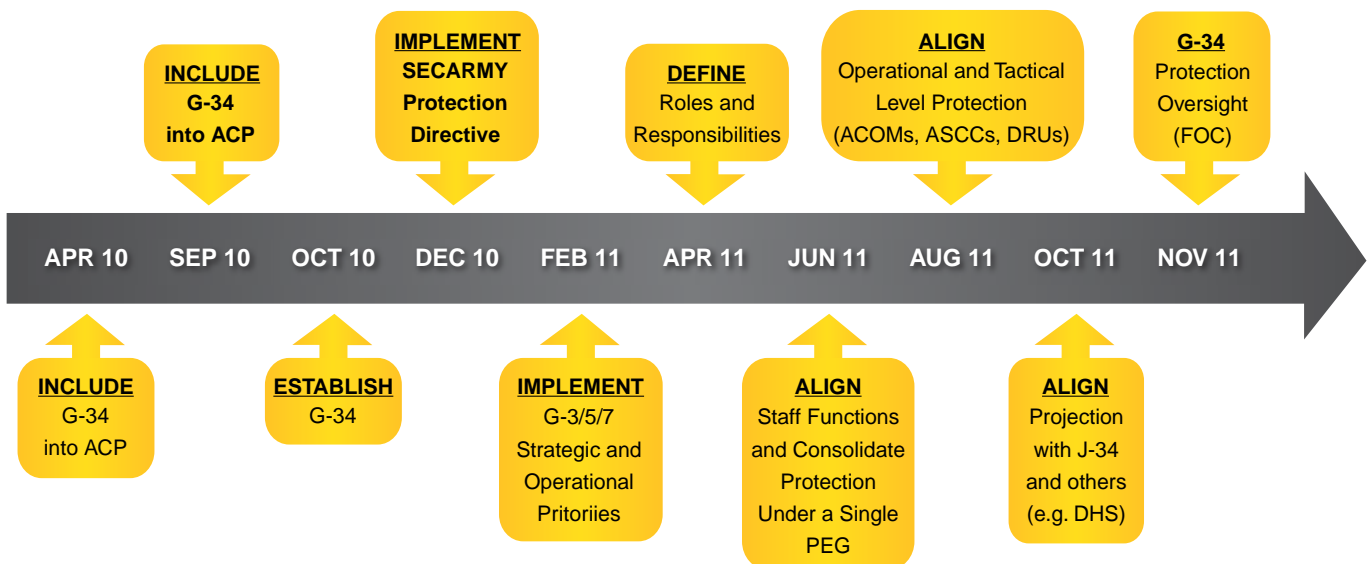 INCLUDE
G-34
into ACP
IMPLEMENT
SECARMY
Protection
Directive
DEFINE
Roles and
Responsibilities
ALIGN
Operational and Tactical
Level Protection
(ACOMs, ASCCs, DRUs)
G-34
Protection
Oversight
(FOC)
APR 10 SEP 10 OCT 10 DEC 10 FEB 11 APR 11 JUN 11 AUG 11 OCT 11 NOV 11
INCLUDE
G-34
into ACP
ESTABLISH
G-34
IMPLEMENT
G-3/5/7
Strategic and
Operational
Pritoriies
ALIGN
Staff Functions
and Consolidate
Protection
Under a Single
PEG
ALIGN
Projection
with J-34
and others
(e.g. DHS)